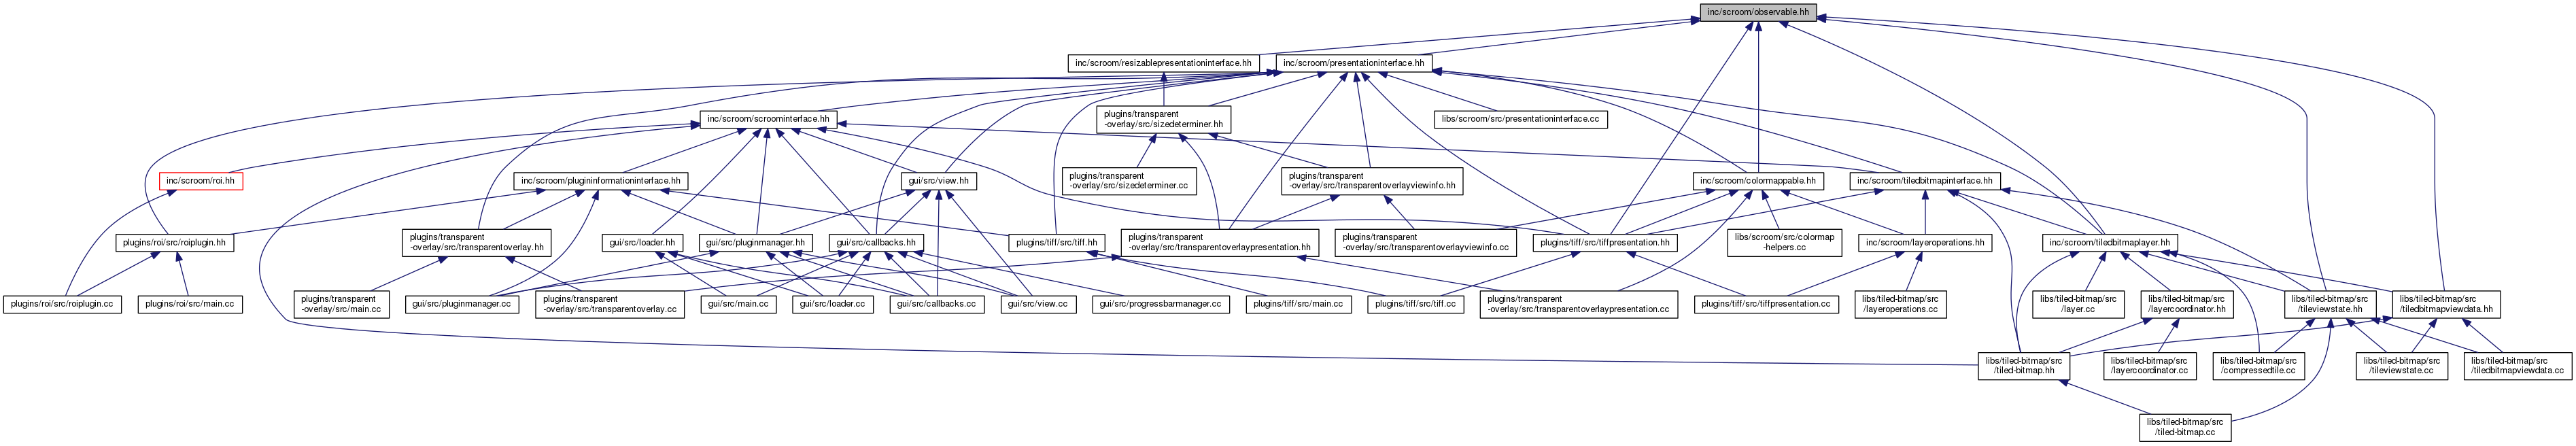 inc/scroom/observable.hh
inc/scroom/resizablepresentationinterface.hh
inc/scroom/presentationinterface.hh
inc/scroom/scroominterface.hh
plugins/transparent
-overlay/src/sizedeterminer.hh
libs/scroom/src/presentationinterface.cc
inc/scroom/roi.hh
inc/scroom/plugininformationinterface.hh
gui/src/view.hh
plugins/transparent
-overlay/src/sizedeterminer.cc
plugins/transparent
-overlay/src/transparentoverlayviewinfo.hh
inc/scroom/colormappable.hh
inc/scroom/tiledbitmapinterface.hh
plugins/roi/src/roiplugin.hh
plugins/transparent
-overlay/src/transparentoverlay.hh
gui/src/loader.hh
gui/src/pluginmanager.hh
gui/src/callbacks.hh
plugins/tiff/src/tiff.hh
plugins/transparent
-overlay/src/transparentoverlaypresentation.hh
plugins/transparent
-overlay/src/transparentoverlayviewinfo.cc
plugins/tiff/src/tiffpresentation.hh
libs/scroom/src/colormap
-helpers.cc
inc/scroom/layeroperations.hh
inc/scroom/tiledbitmaplayer.hh
plugins/roi/src/roiplugin.cc
plugins/roi/src/main.cc
plugins/transparent
-overlay/src/main.cc
gui/src/pluginmanager.cc
plugins/transparent
-overlay/src/transparentoverlay.cc
gui/src/main.cc
gui/src/loader.cc
gui/src/callbacks.cc
gui/src/view.cc
gui/src/progressbarmanager.cc
plugins/tiff/src/main.cc
plugins/tiff/src/tiff.cc
plugins/transparent
-overlay/src/transparentoverlaypresentation.cc
plugins/tiff/src/tiffpresentation.cc
libs/tiled-bitmap/src
/layeroperations.cc
libs/tiled-bitmap/src
/layer.cc
libs/tiled-bitmap/src
/layercoordinator.hh
libs/tiled-bitmap/src
/tileviewstate.hh
libs/tiled-bitmap/src
/tiledbitmapviewdata.hh
libs/tiled-bitmap/src
/tiled-bitmap.hh
libs/tiled-bitmap/src
/layercoordinator.cc
libs/tiled-bitmap/src
/compressedtile.cc
libs/tiled-bitmap/src
/tileviewstate.cc
libs/tiled-bitmap/src
/tiledbitmapviewdata.cc
libs/tiled-bitmap/src
/tiled-bitmap.cc